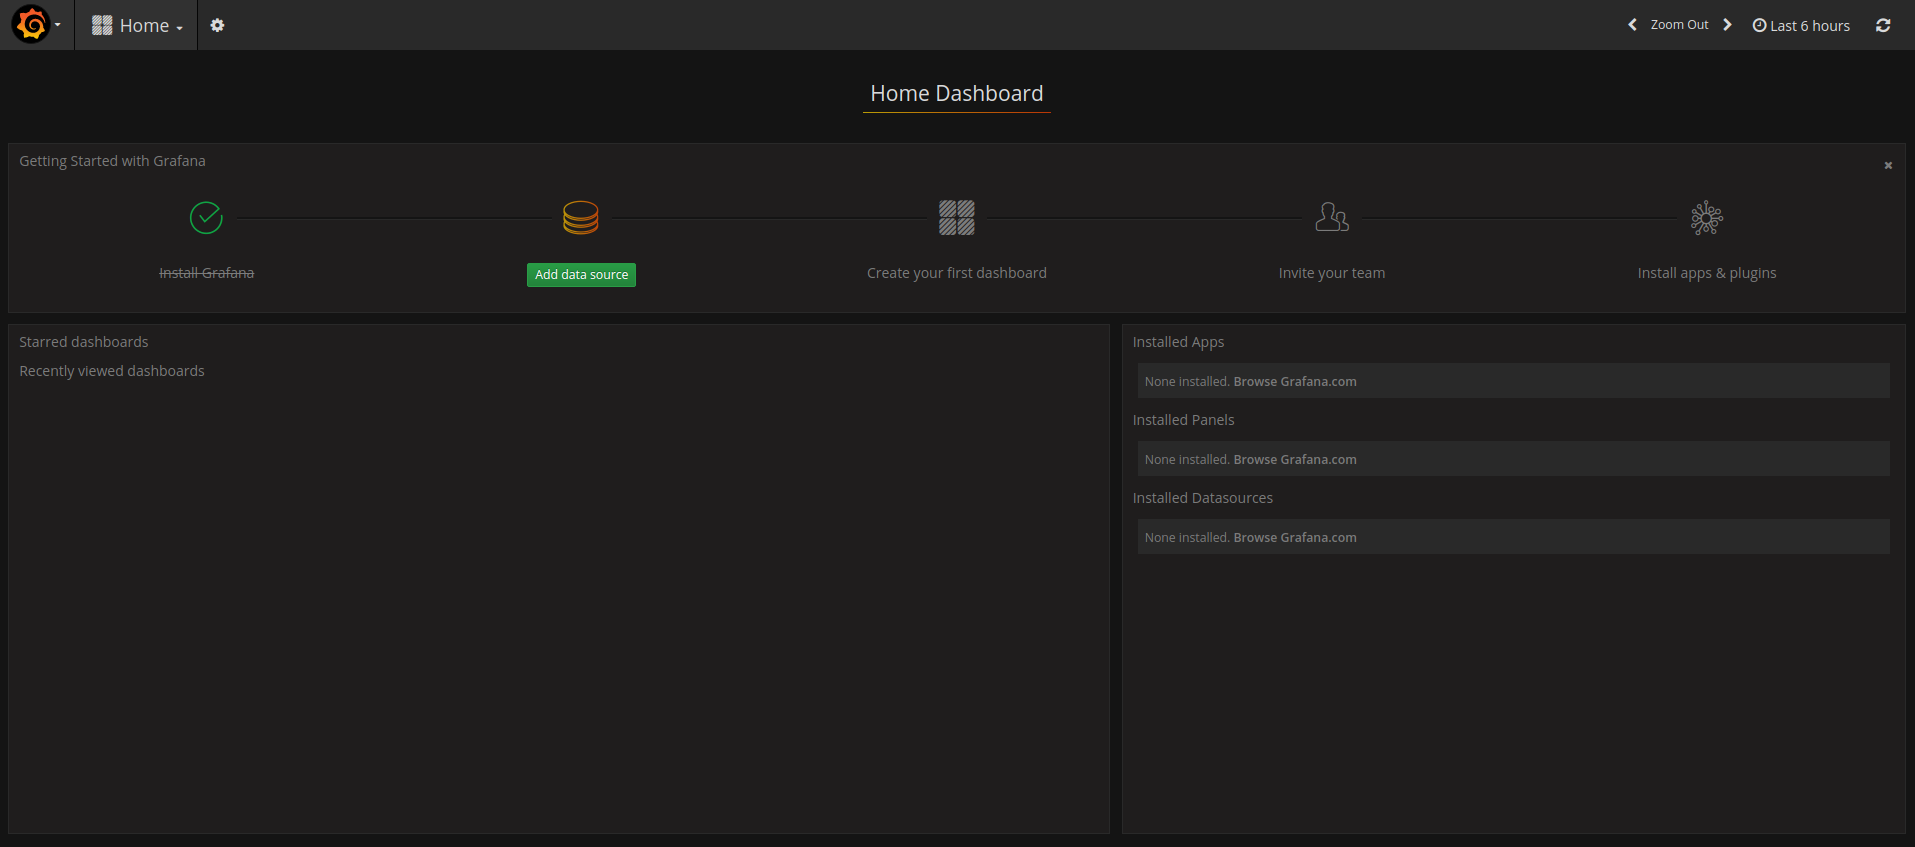 Home
Zoom Out
Last 6 hours
Home Dashboard
Getting Started with Grafana
Install Grafana
Add data source
Create your first dashboard
Invite your team
Install apps & plugins
Starred dashboards
Recently viewed dashboards
Installed Apps
None installed. Browse Grafana.com
Installed Panels
None installed. Browse Grafana.com
Installed Datasources
None installed. Browse Grafana.com